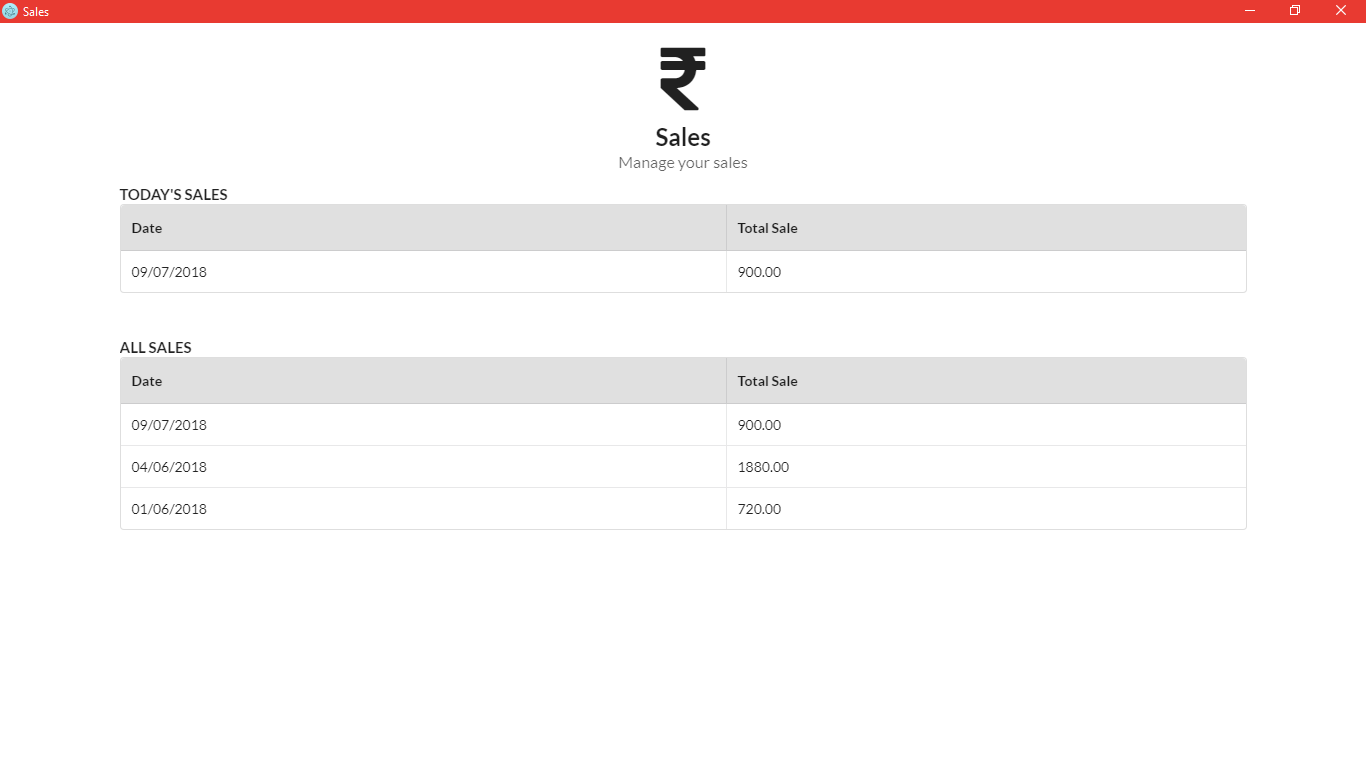 Sales
₹
Sales
Manage your sales
TODAY'S SALES
Date Total Sale
09/07/2018 900.00
ALL SALES
Date Total Sale
09/07/2018 900.00
04/06/2018 1880.00
01/06/2018 720.00